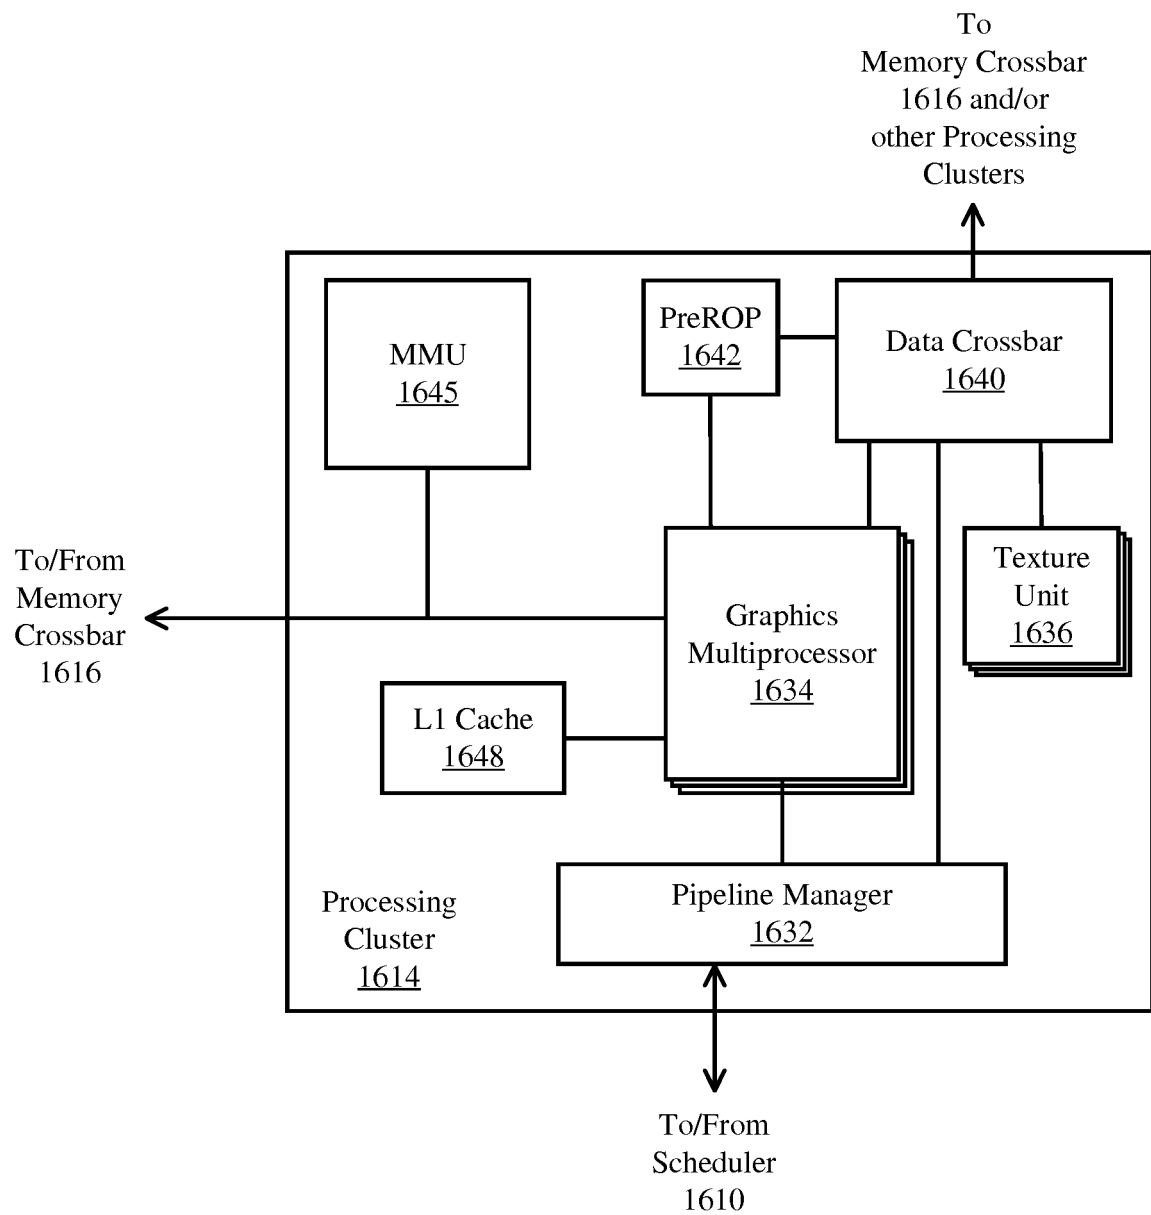 To
Memory Crossbar
1616 and/or
other Processing
Clusters
MMU
1645
PreROP
1642
Data Crossbar
1640
To/From
Memory
Crossbar
1616
Graphics
Multiprocessor
1634
Texture
Unit
1636
L1 Cache
1648
Processing
Cluster
1614
Pipeline Manager
1632
To/From
Scheduler
1610